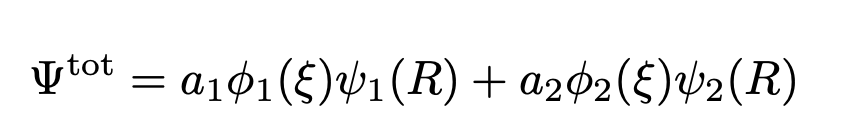 Ψ^tot = a₁ϕ₁(ξ)ψ₁(R) + a₂ϕ₂(ξ)ψ₂(R)